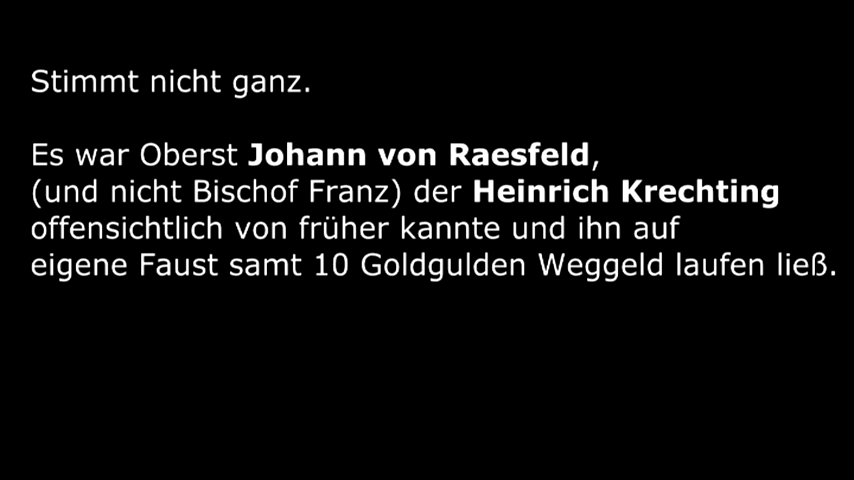 Stimmt nicht ganz.
Es war Oberst Johann von Raesfeld,
(und nicht Bischof Franz) der Heinrich Krechting
offensichtlich von früher kannte und ihn auf
eigene Faust samt 10 Goldgulden Weggeld laufen ließ.